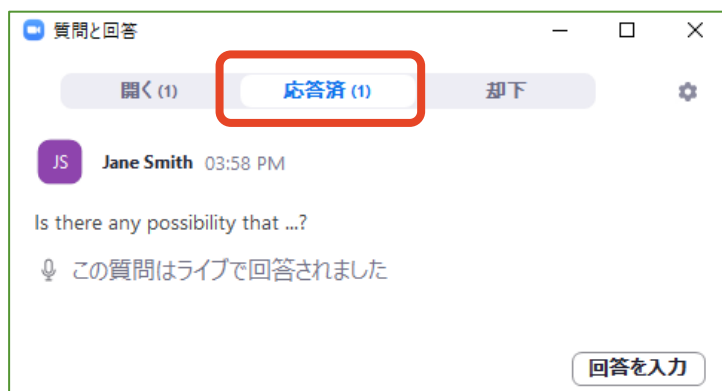 質問と回答
開く (1) 応答済 (1) 却下
JS Jane Smith 03:58 PM
Is there any possibility that ...?
この質問はライブで回答されました
回答を入力